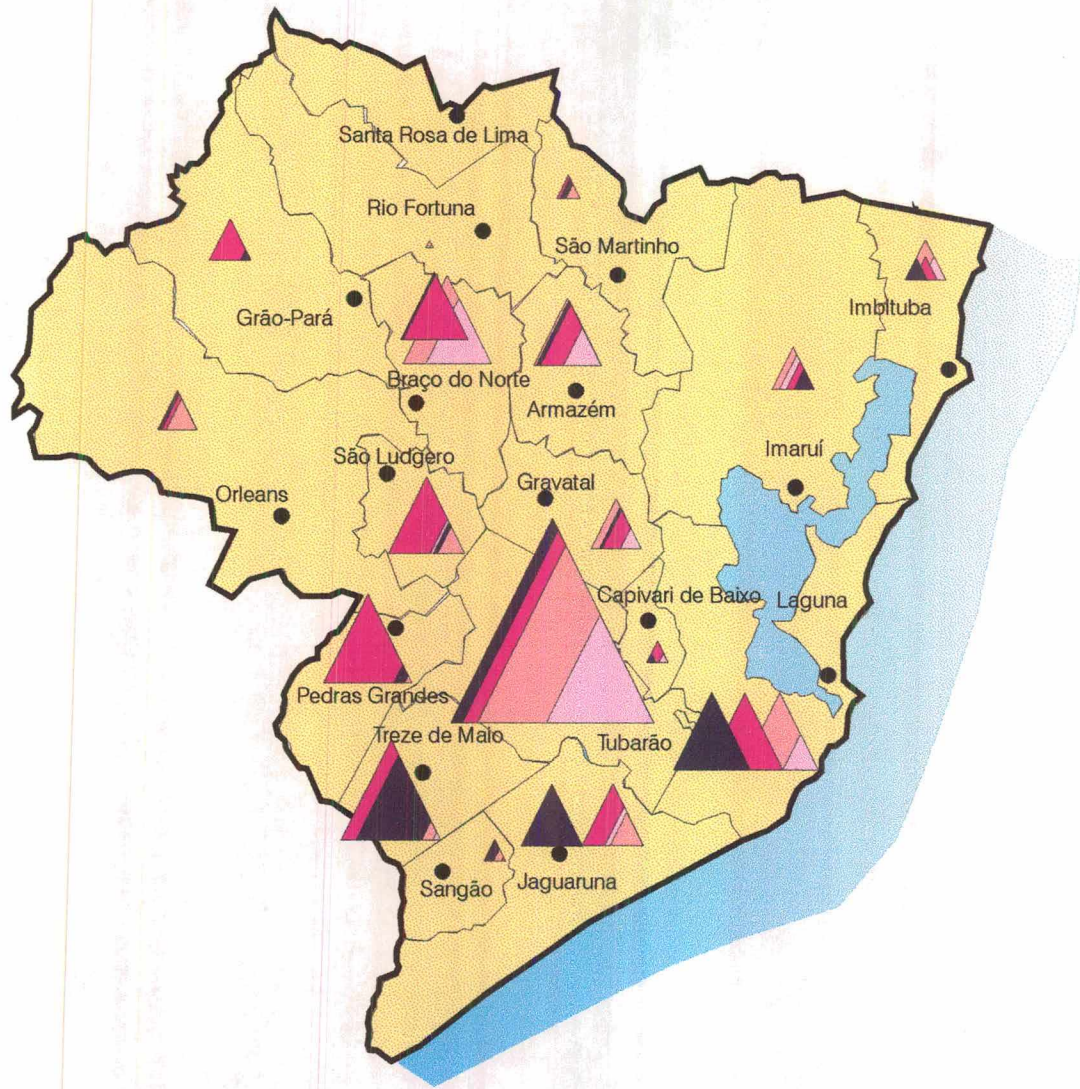 Santa Rosa de Lima
Rio Fortuna
São Martinho
Imbituba
Grão-Pará
Braço do Norte
Armazém
Imaruí
São Ludgero
Gravatal
Orleans
Capivari de Baixo
Laguna
Pedras Grandes
Treze de Maio
Tubarão
Sangão
Jaguaruna